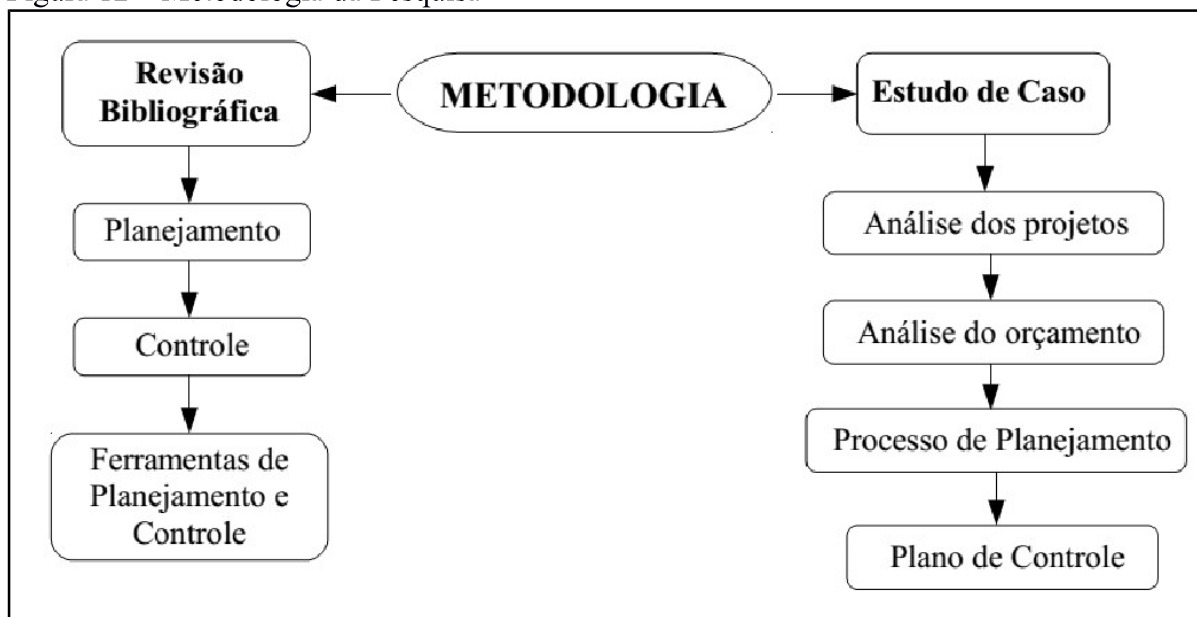 Revisão
Bibliográfica
METODOLOGIA
Estudo de Caso
Planejamento
Análise dos projetos
Controle
Análise do orçamento
Ferramentas de
Planejamento e
Controle
Processo de Planejamento
Plano de Controle